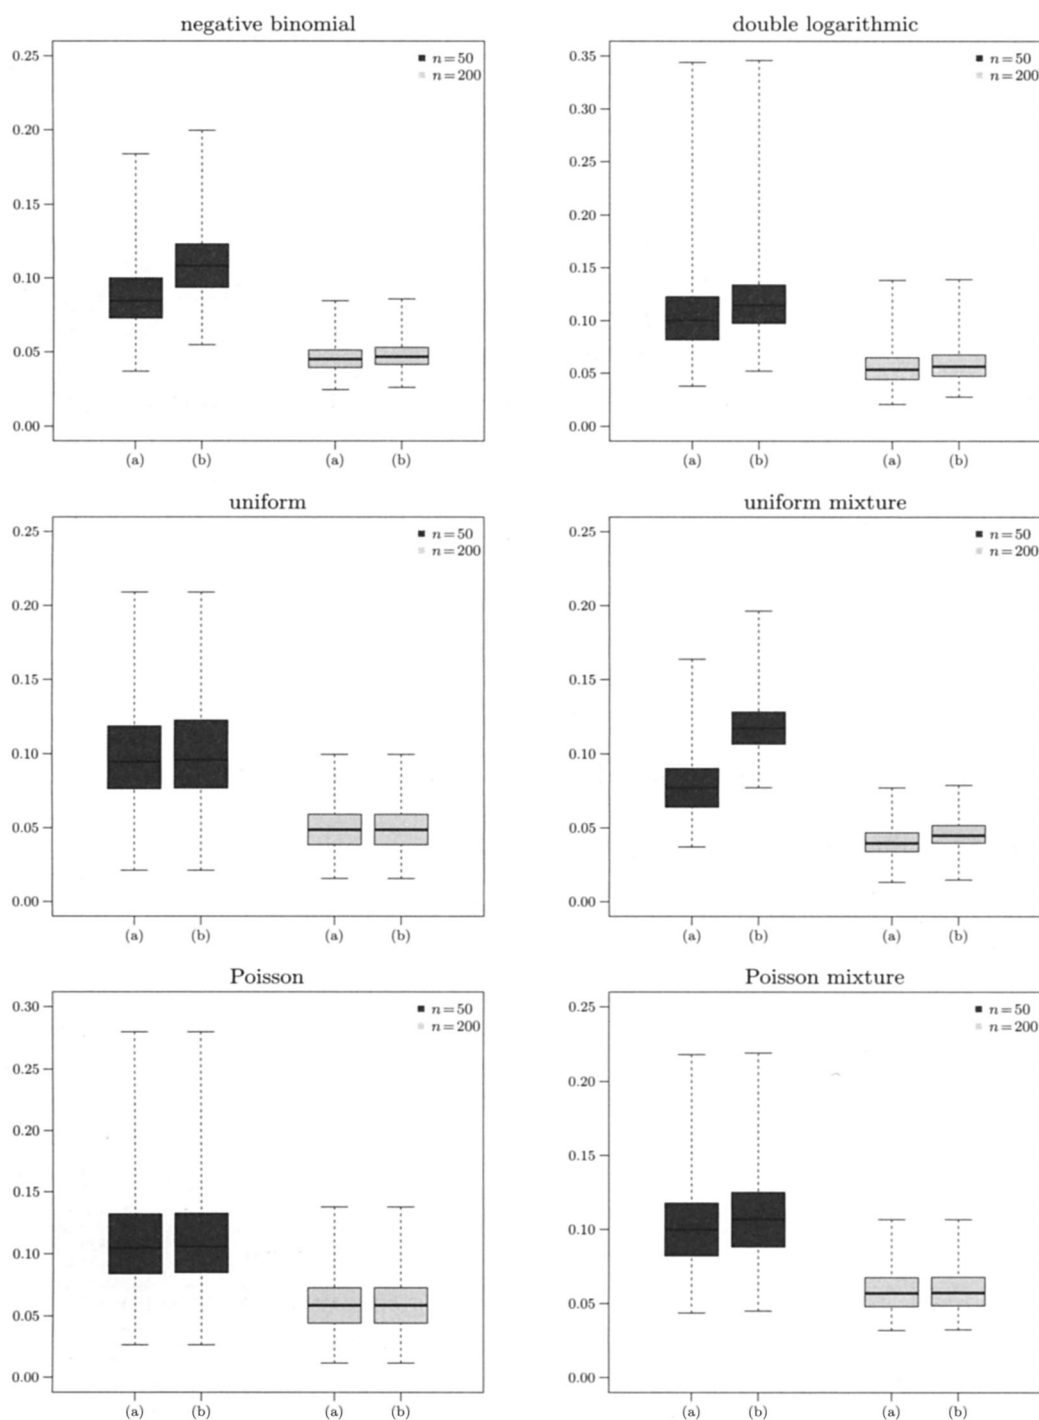 negative binomial
n = 50
n = 200
0.25
0.20
0.15
0.10
0.05
0.00
(a) (b) (a) (b)
double logarithmic
n = 50
n = 200
0.35
0.30
0.25
0.20
0.15
0.10
0.05
0.00
(a) (b) (a) (b)
uniform
n = 50
n = 200
0.25
0.20
0.15
0.10
0.05
0.00
(a) (b) (a) (b)
uniform mixture
n = 50
n = 200
0.25
0.20
0.15
0.10
0.05
0.00
(a) (b) (a) (b)
Poisson
n = 50
n = 200
0.30
0.25
0.20
0.15
0.10
0.05
0.00
(a) (b) (a) (b)
Poisson mixture
n = 50
n = 200
0.25
0.20
0.15
0.10
0.05
0.00
(a) (b) (a) (b)